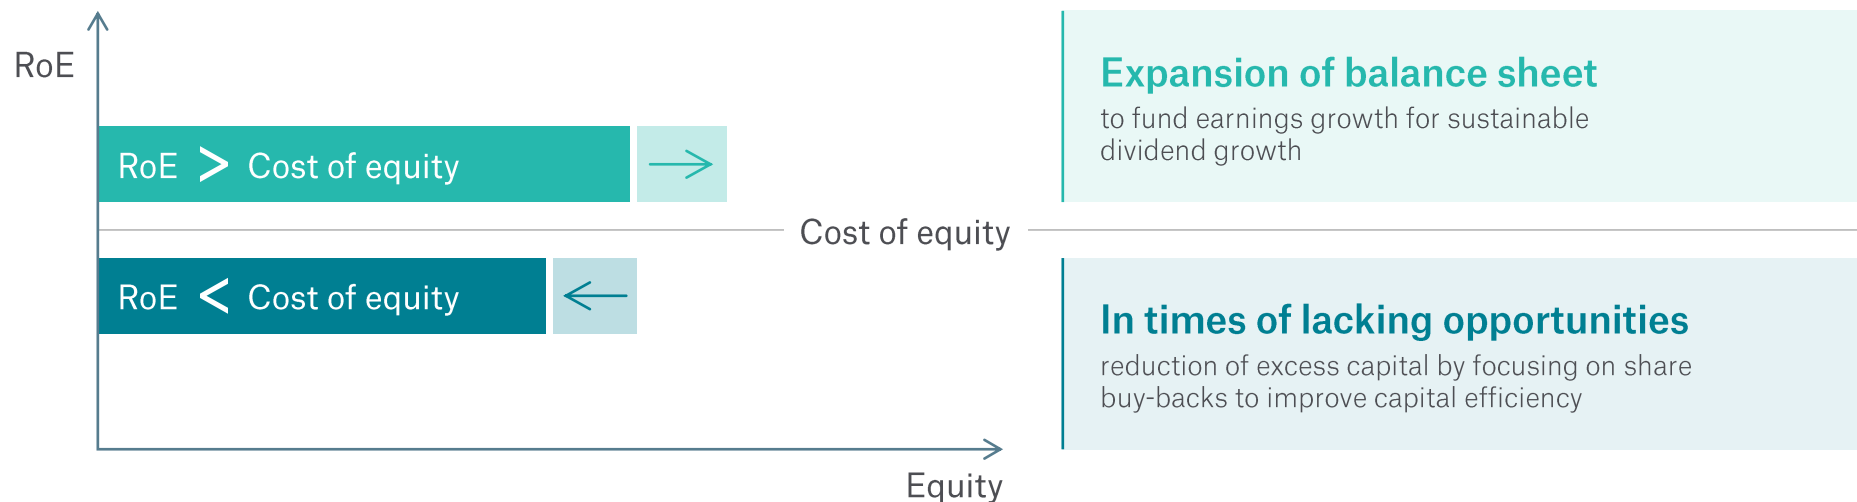 RoE
RoE > Cost of equity
Expansion of balance sheet
to fund earnings growth for sustainable
dividend growth
Cost of equity
RoE < Cost of equity
In times of lacking opportunities
reduction of excess capital by focusing on share
buy-backs to improve capital efficiency
Equity